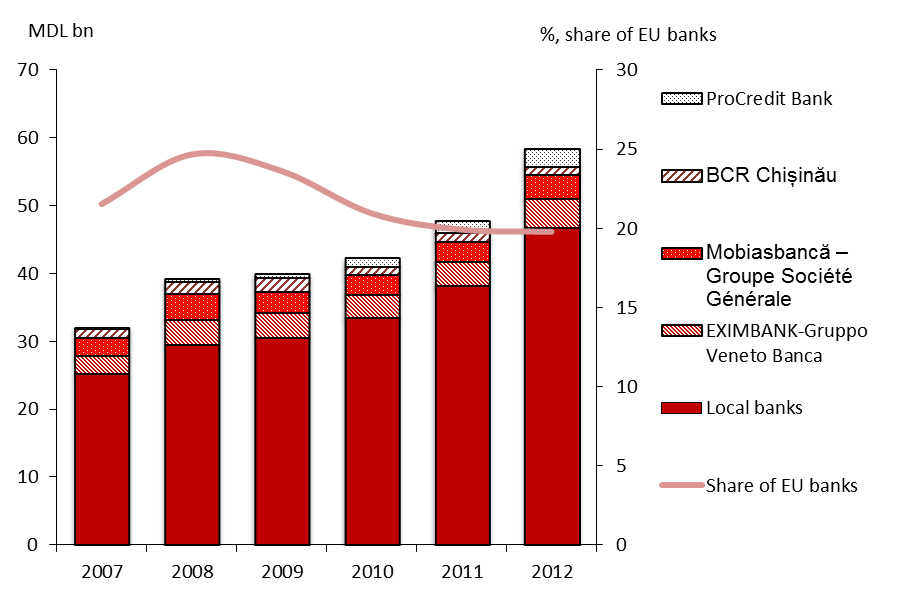 MDL bn
%, share of EU banks
70
60
50
40
30
20
10
0
30
25
20
15
10
5
0
2007 2008 2009 2010 2011 2012
ProCredit Bank
BCR Chișinău
Mobiasbancă –
Groupe Société
Générale
EXIMBANK-Gruppo
Veneto Banca
Local banks
Share of EU banks